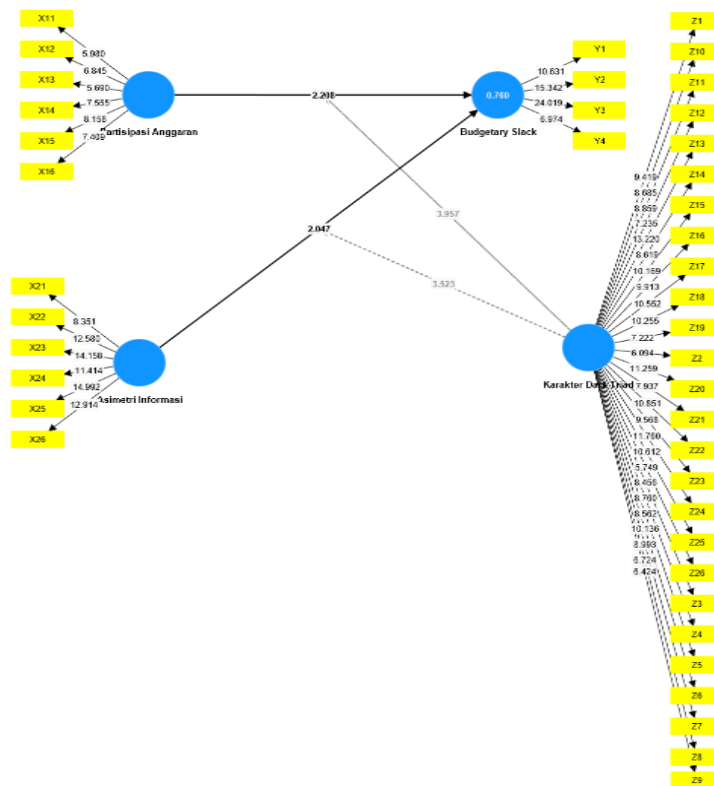 X11
X12
X13
X14
X15
X16
5.980
6.845
5.690
7.555
8.158
7.409
Partisipasi Anggaran
2.208
0.760
Budgetary Slack
10.631
15.342
24.019
6.974
Y1
Y2
Y3
Y4
2.047
3.957
3.523
X21
X22
X23
X24
X25
X26
8.351
12.580
14.158
11.414
14.992
12.914
Asimetri Informasi
Karakter Dark Triad
9.419
8.685
8.859
7.235
13.220
8.619
10.169
9.913
10.552
10.255
7.222
6.094
11.259
7.937
10.851
9.568
11.760
10.612
5.749
8.456
8.760
8.562
10.136
8.993
6.724
6.424
Z1
Z10
Z11
Z12
Z13
Z14
Z15
Z16
Z17
Z18
Z19
Z2
Z20
Z21
Z22
Z23
Z24
Z25
Z26
Z3
Z4
Z5
Z6
Z7
Z8
Z9